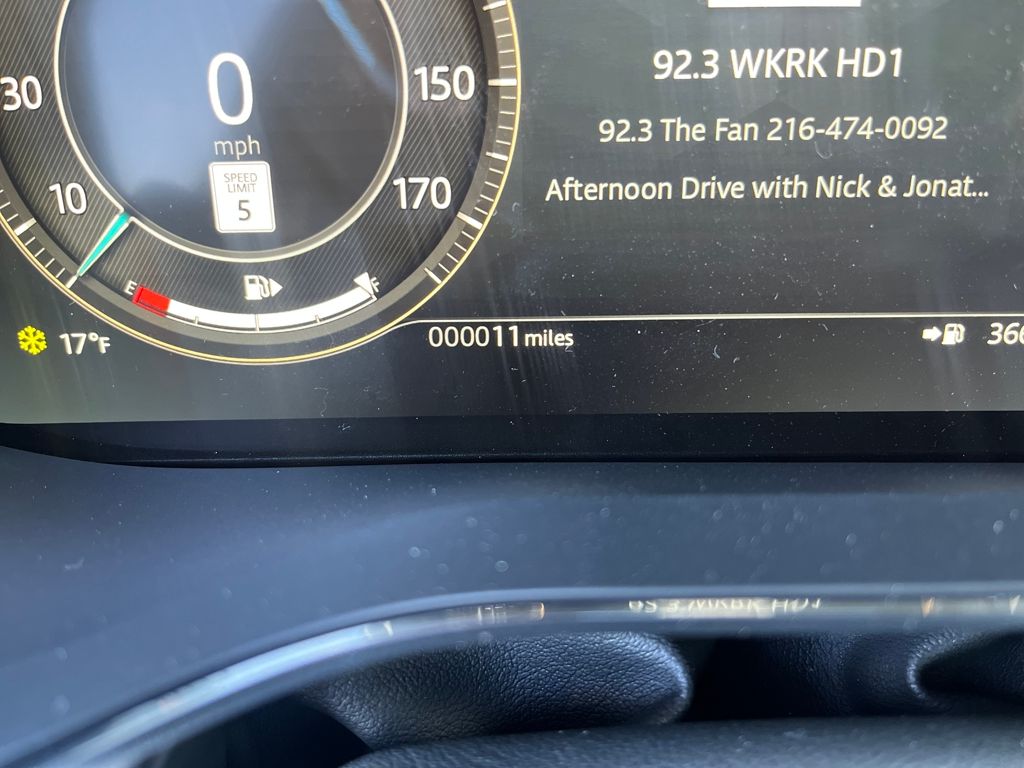 0
mph
SPEED
LIMIT
5
30
10
150
170
E
F
17°F
000011 miles
92.3 WKRK HD1
92.3 The Fan 216-474-0092
Afternoon Drive with Nick & Jonat...